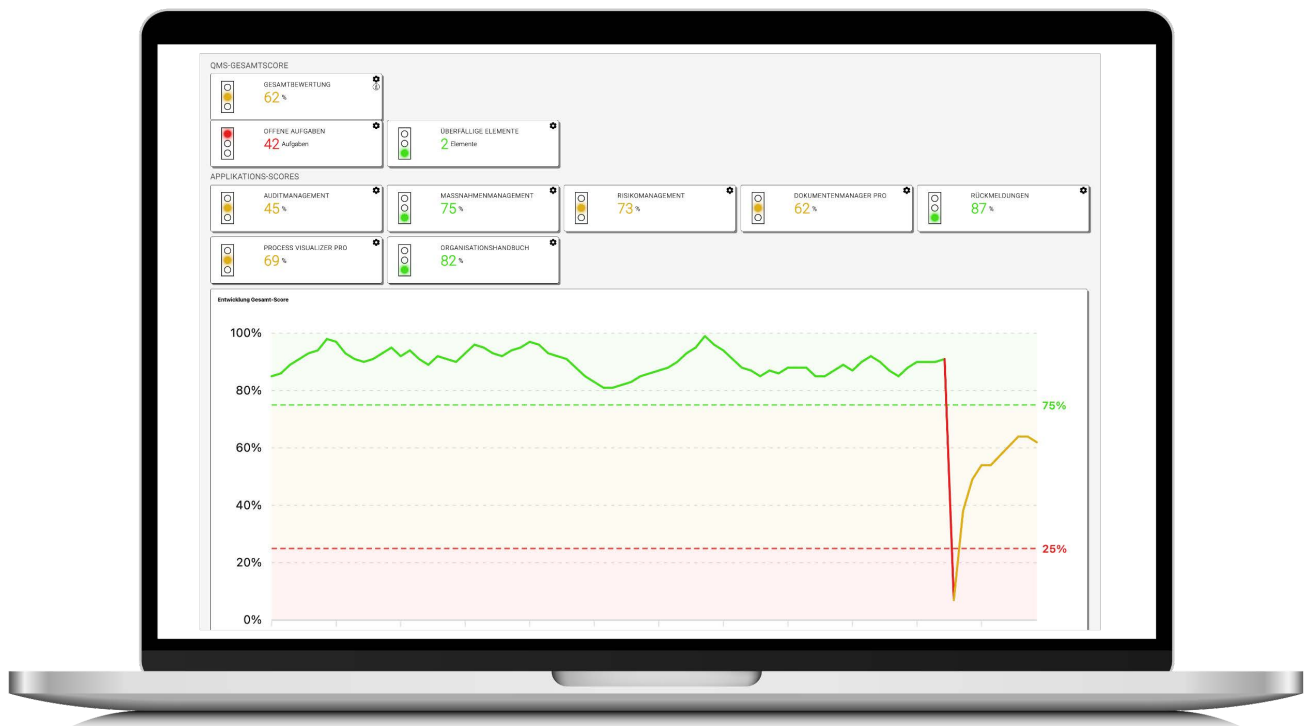 QMS-GESAMTSCORE
GESAMTBEWERTUNG
62 %
OFFENE AUFGABEN
42 Aufgaben
ÜBERFÄLLIGE ELEMENTE
2 Elemente
APPLIKATIONS-SCORES
AUDITMANAGEMENT
45 %
MASSNAHMENMANAGEMENT
75 %
RISIKOMANAGEMENT
73 %
DOKUMENTENMANAGER PRO
62 %
RÜCKMELDUNGEN
87 %
PROCESS VISUALIZER PRO
69 %
ORGANISATIONSHANDBUCH
82 %
Entwicklung Gesamt-Score
100%
80%
75%
60%
40%
25%
20%
0%